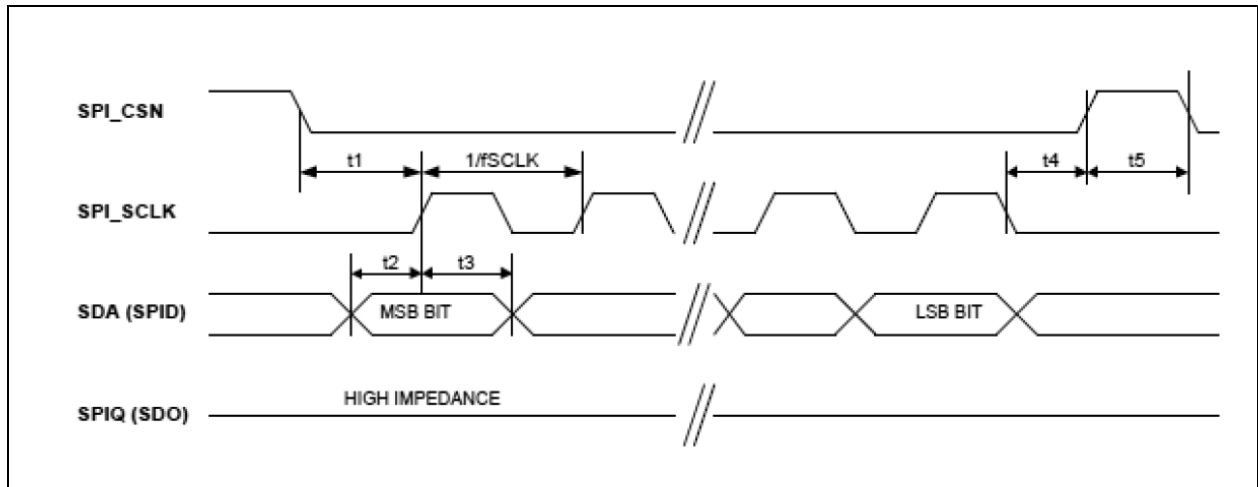 SPI_CSN
t1
1/fSCLK
t4
t5
SPI_SCLK
t2
t3
SDA (SPID)
MSB BIT
LSB BIT
HIGH IMPEDANCE
SPIQ (SDO)